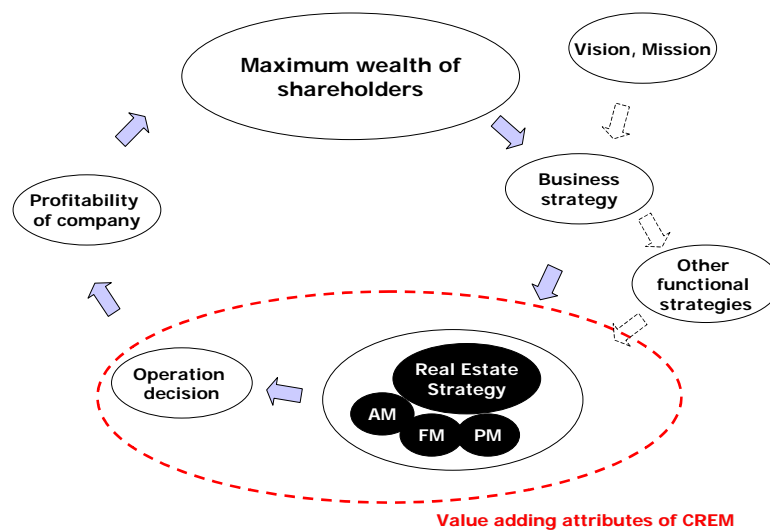 Maximum wealth of
shareholders
Vision, Mission
Business
strategy
Profitability
of company
Other
functional
strategies
Real Estate
Strategy
Operation
decision
AM
FM
PM
Value adding attributes of CREM